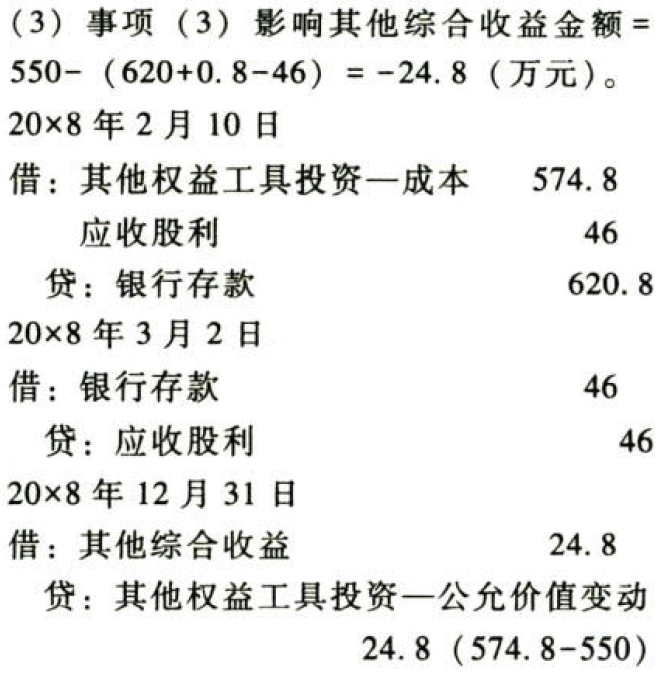 (3) 事项 (3) 影响其他综合收益金额=
550- (620+0.8-46) = -24.8 (万元)。
20×8 年 2 月 10 日
借：其他权益工具投资—成本 574.8
应收股利 46
贷：银行存款 620.8
20×8 年 3 月 2 日
借：银行存款 46
贷：应收股利 46
20×8 年 12 月 31 日
借：其他综合收益 24.8
贷：其他权益工具投资—公允价值变动
24.8 (574.8-550)